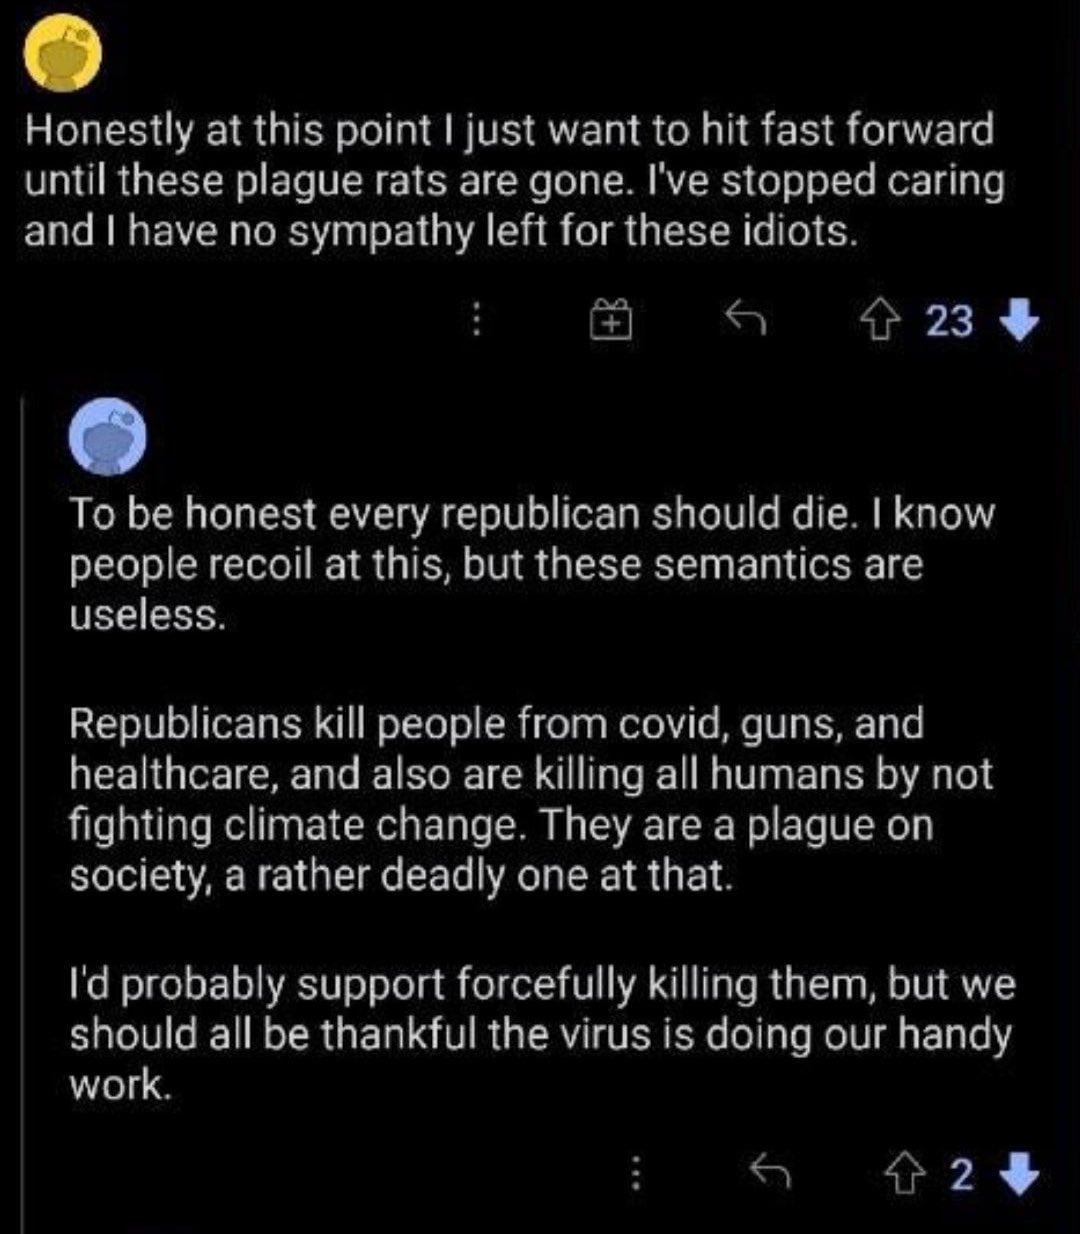 Honestly at this point I just want to hit fast forward
until these plague rats are gone. I've stopped caring
and I have no sympathy left for these idiots.
23
To be honest every republican should die. I know
people recoil at this, but these semantics are
useless.
Republicans kill people from covid, guns, and
healthcare, and also are killing all humans by not
fighting climate change. They are a plague on
society, a rather deadly one at that.
I'd probably support forcefully killing them, but we
should all be thankful the virus is doing our handy
work.
2